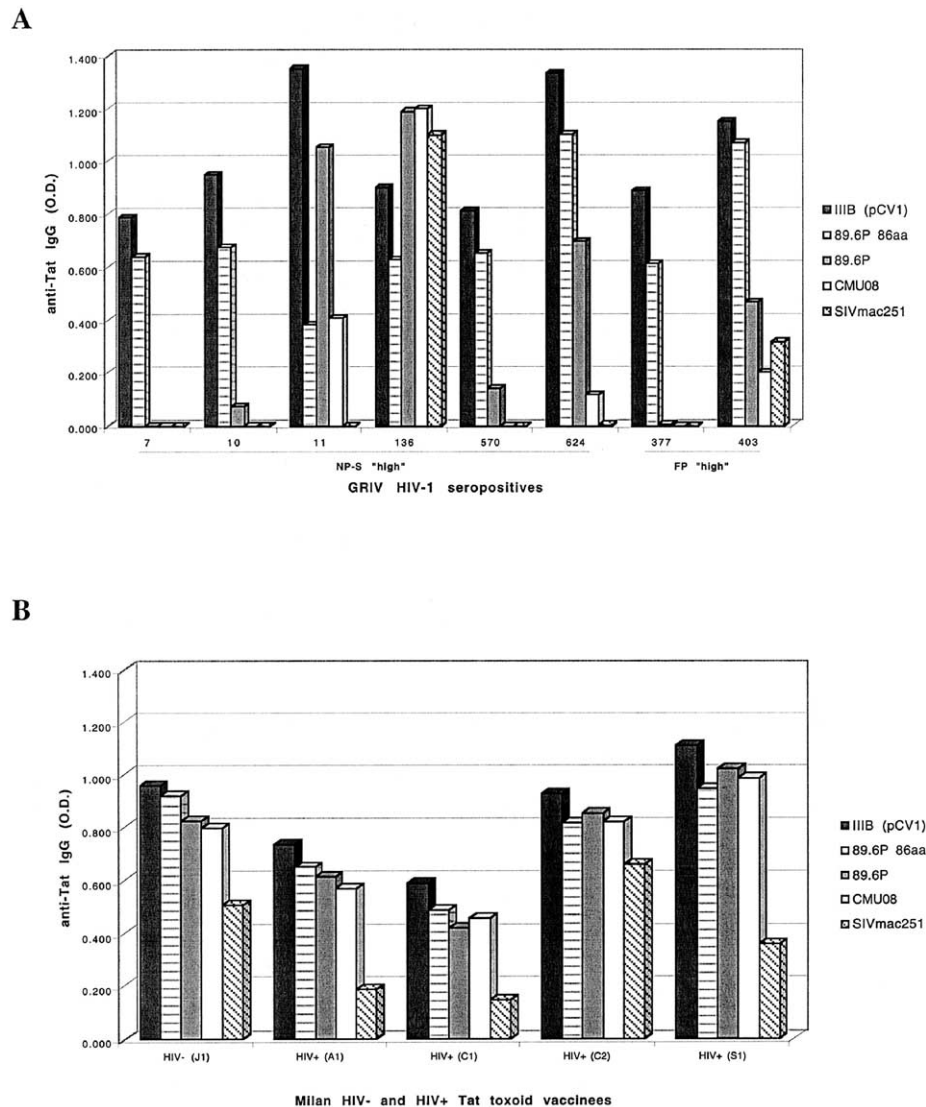 A
1.400
1.200
1.000
0.800
0.600
0.400
0.200
0.000
anti-Tat IgG (O.D.)
7 10 11 136 570 624 377 403
NP-S "high" FP "high"
GRIV HIV-1 seropositives
IIIB (pCV1)
89.6P 86aa
89.6P
CMU08
SIVmac251
B
1.400
1.200
1.000
0.800
0.600
0.400
0.200
0.000
anti-Tat IgG (O.D.)
HIV- (J1) HIV+ (A1) HIV+ (C1) HIV+ (C2) HIV+ (S1)
Milan HIV- and HIV+ Tat toxoid vaccinees
IIIB (pCV1)
89.6P 86aa
89.6P
CMU08
SIVmac251